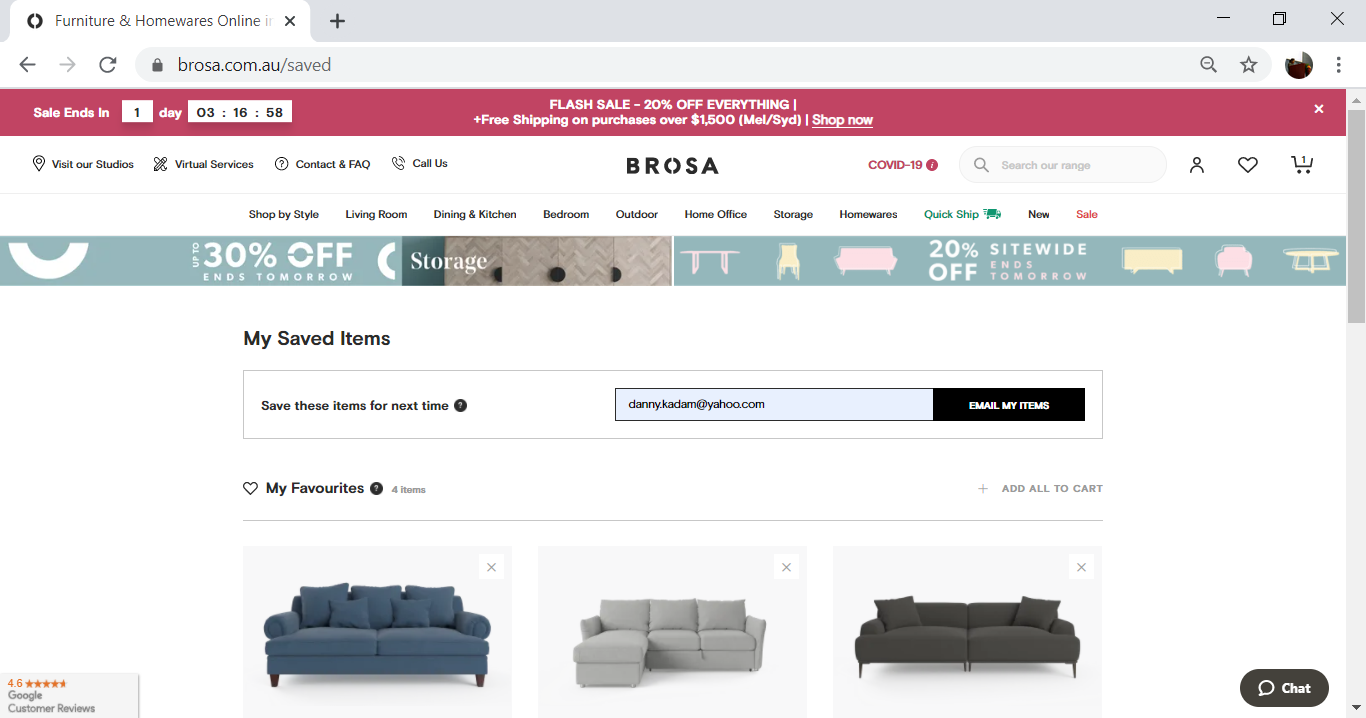 Furniture & Homewares Online in
brosa.com.au/saved
Sale Ends In 1 day 03 : 16 : 58
FLASH SALE - 20% OFF EVERYTHING |
+Free Shipping on purchases over $1,500 (Mel/Syd) | Shop now
Visit our Studios Virtual Services Contact & FAQ Call Us
BROSA
COVID-19 Search our range 1
Shop by Style Living Room Dining & Kitchen Bedroom Outdoor Home Office Storage Homewares Quick Ship New Sale
UP TO 30% OFF
ENDS TOMORROW
Storage
20% OFF
SITEWIDE
ENDS
TOMORROW
My Saved Items
Save these items for next time ?
danny.kadam@yahoo.com
EMAIL MY ITEMS
My Favourites ? 4 items
+ ADD ALL TO CART
4.6 ★★★★★
Google
Customer Reviews
Chat